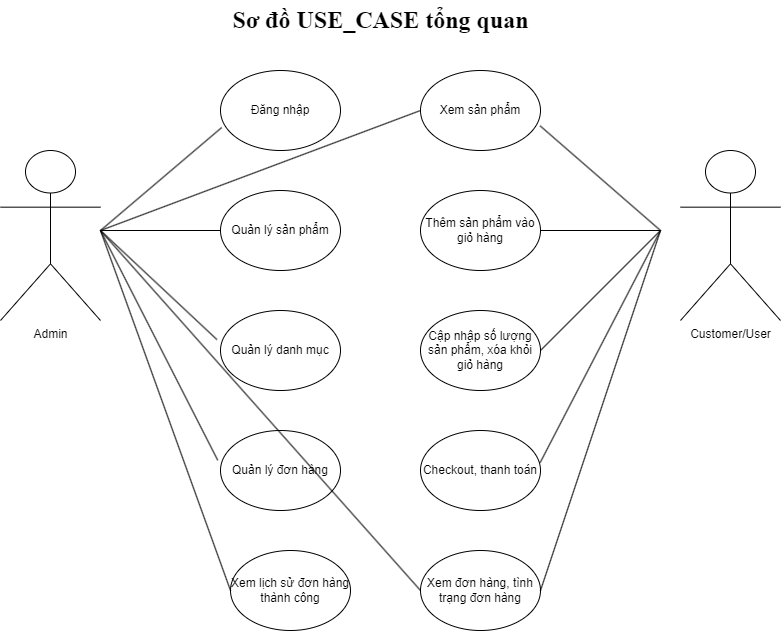 Sơ đồ USE_CASE tổng quan
Đăng nhập
Xem sản phẩm
Quản lý sản phẩm
Thêm sản phẩm vào
giỏ hàng
Admin
Customer/User
Quản lý danh mục
Cập nhập số lượng
sản phẩm, xóa khỏi
giỏ hàng
Quản lý đơn hàng
Checkout, thanh toán
Xem lịch sử đơn hàng
thành công
Xem đơn hàng, tình
trạng đơn hàng